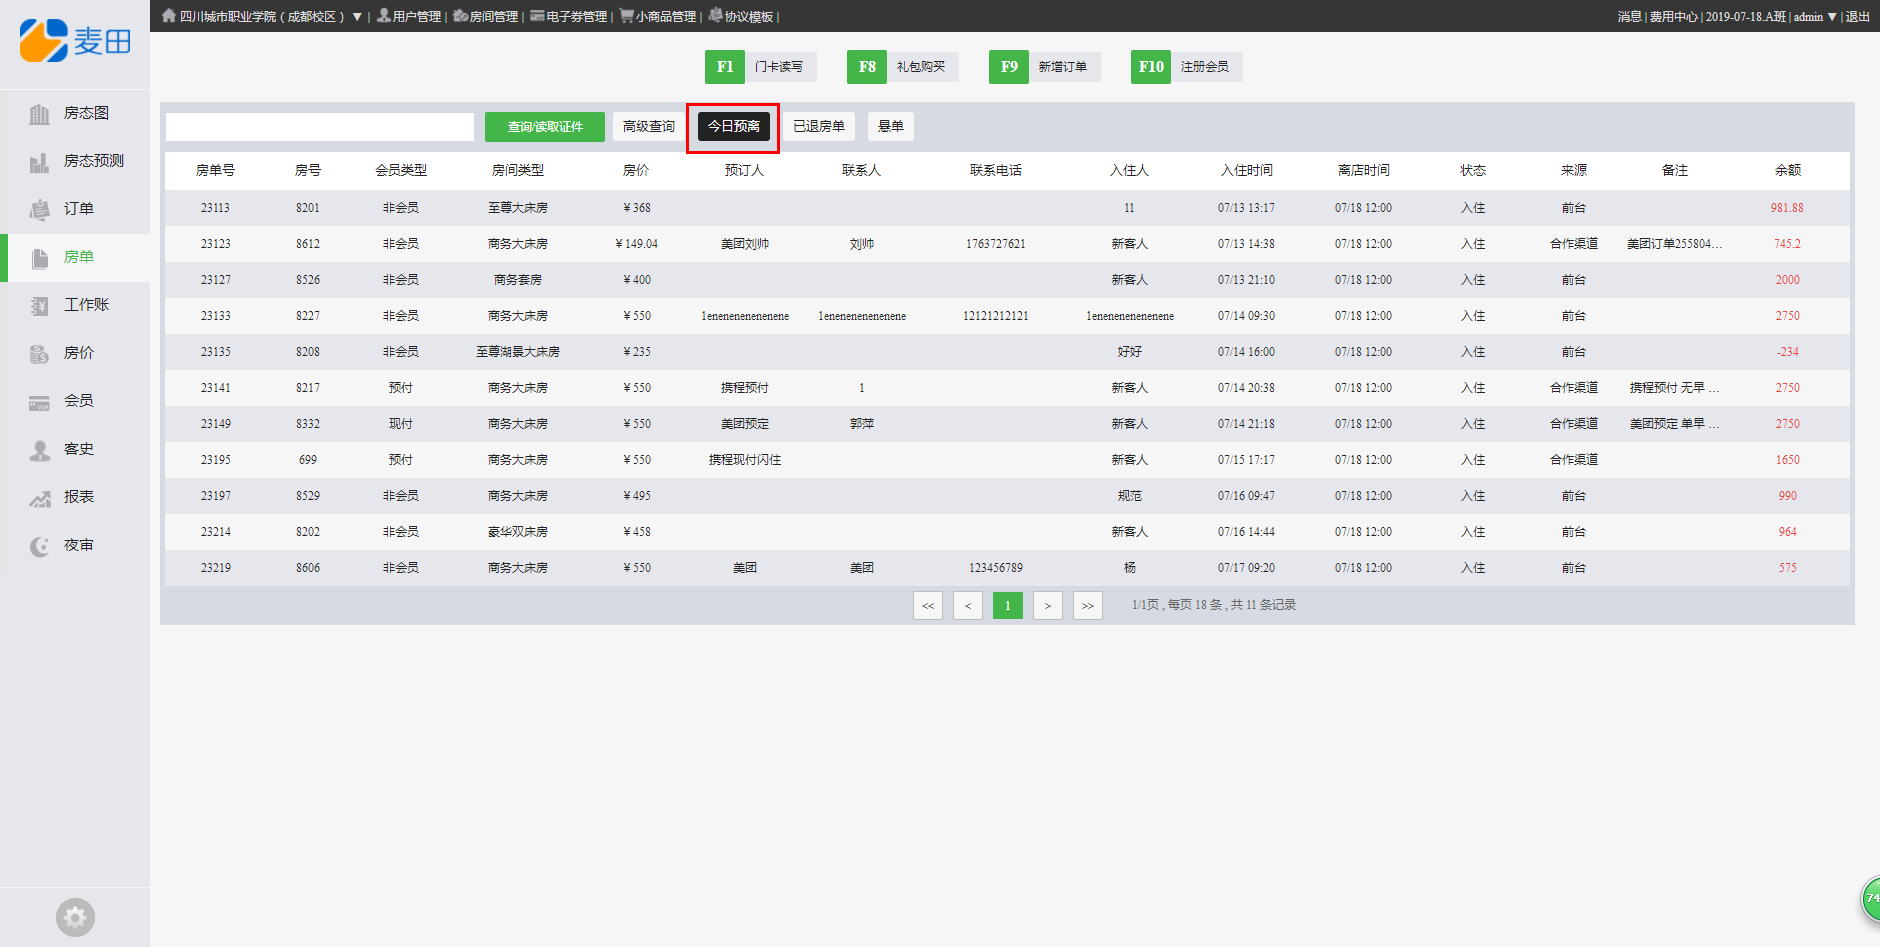 麦田
四川城市职业学院（成都校区） ▼ | 用户管理 | 房间管理 | 电子券管理 | 小商品管理 | 协议模板 |
消息 | 费用中心 | 2019-07-18.A班 | admin ▼ | 退出
F1 门卡读写 F8 礼包购买 F9 新增订单 F10 注册会员
房态图
房态预测
订单
房单
工作账
房价
会员
客史
报表
夜审
查询/读取证件 高级查询 今日预离 已退房单 悬单
房单号 房号 会员类型 房间类型 房价 预订人 联系人 联系电话 入住人 入住时间 离店时间 状态 来源 备注 余额
23113 8201 非会员 至尊大床房 ¥ 368 11 07/13 13:17 07/18 12:00 入住 前台 981.88
23123 8612 非会员 商务大床房 ¥ 149.04 美团刘帅 刘帅 1763727621 新客人 07/13 14:38 07/18 12:00 入住 合作渠道 美团订单255804… 745.2
23127 8526 非会员 商务套房 ¥ 400 新客人 07/13 21:10 07/18 12:00 入住 前台 2000
23133 8227 非会员 商务大床房 ¥ 550 1enenenenenenene 1enenenenenenene 12121212121 1enenenenenenene 07/14 09:30 07/18 12:00 入住 前台 2750
23135 8208 非会员 至尊湖景大床房 ¥ 235 好好 07/14 16:00 07/18 12:00 入住 前台 -234
23141 8217 预付 商务大床房 ¥ 550 携程预付 1 新客人 07/14 20:38 07/18 12:00 入住 合作渠道 携程预付 无早 … 2750
23149 8332 现付 商务大床房 ¥ 550 美团预定 郭萍 新客人 07/14 21:18 07/18 12:00 入住 合作渠道 美团预定 单早 … 2750
23195 699 预付 商务大床房 ¥ 550 携程现付闪住 新客人 07/15 17:17 07/18 12:00 入住 合作渠道 1650
23197 8529 非会员 商务大床房 ¥ 495 规范 07/16 09:47 07/18 12:00 入住 前台 990
23214 8202 非会员 豪华双床房 ¥ 458 新客人 07/16 14:44 07/18 12:00 入住 前台 964
23219 8606 非会员 商务大床房 ¥ 550 美团 美团 123456789 杨 07/17 09:20 07/18 12:00 入住 前台 575
<< < 1 > >> 1/1页 , 每页 18 条 , 共 11 条记录
74